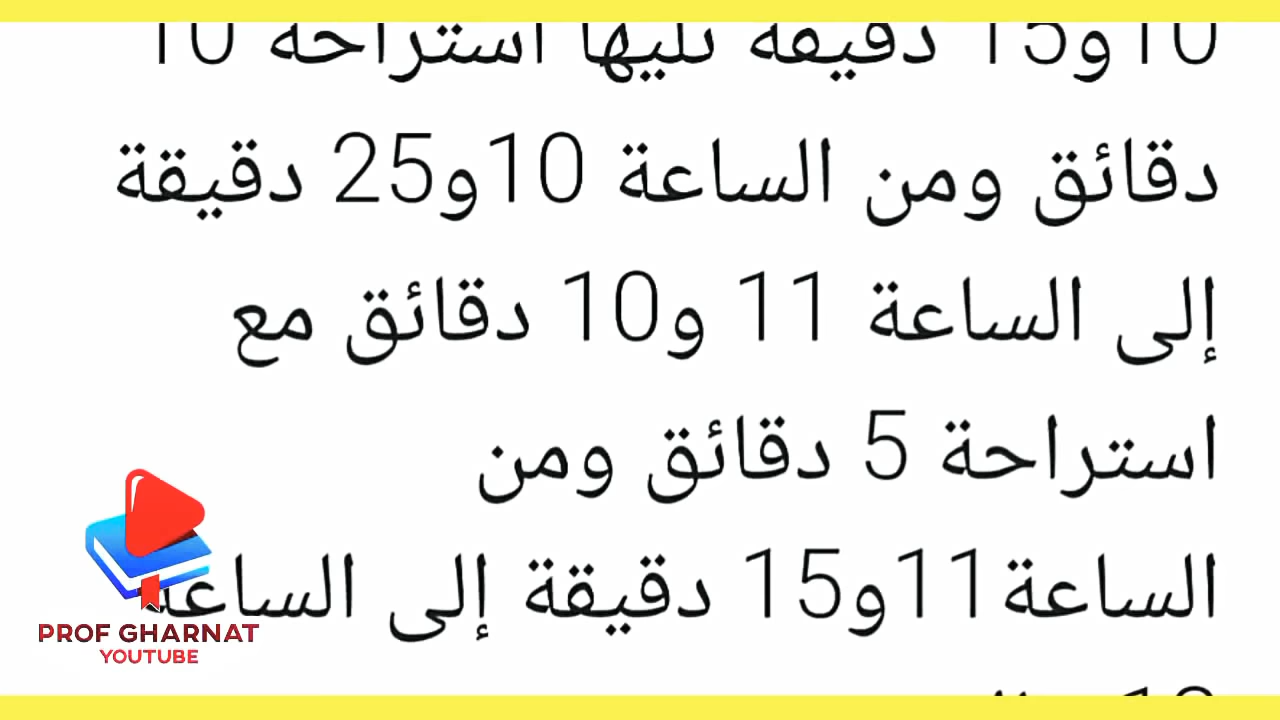 10و15 دقيقة تليها استراحة 10
دقائق ومن الساعة 10و25 دقيقة
إلى الساعة 11 و10 دقائق مع
استراحة 5 دقائق ومن
الساعة11و15 دقيقة إلى الساعة
PROF GHARNAT
YOUTUBE